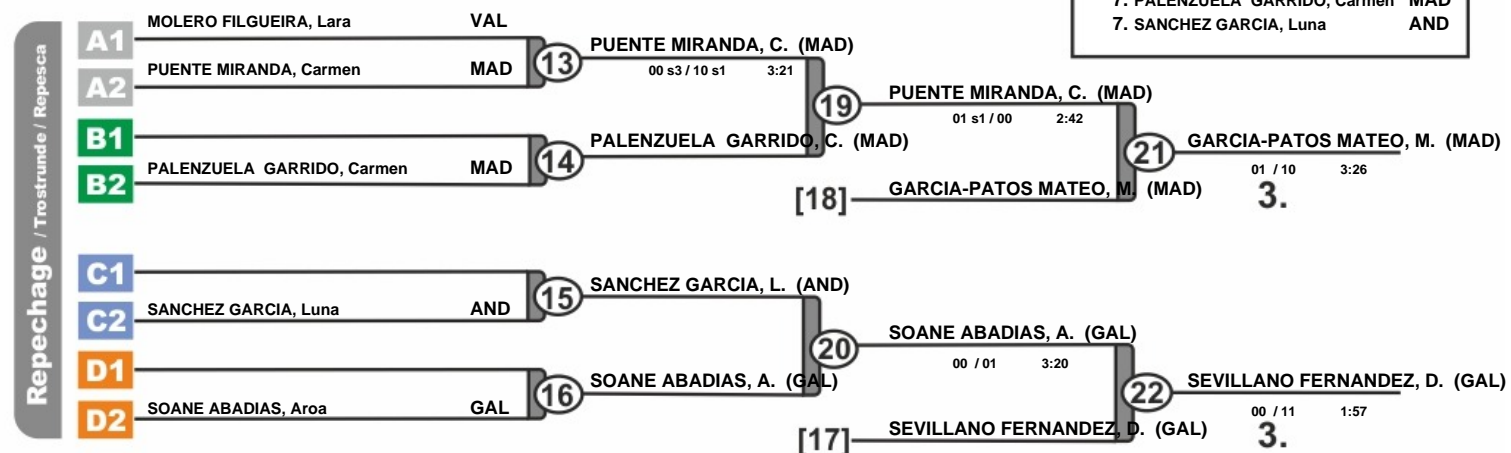 7. PALENZUELA GARRIDO, Carmen MAD
7. SANCHEZ GARCIA, Luna AND
Repechage / Trostrunde / Repesca
A1 MOLERO FILGUEIRA, Lara VAL
A2 PUENTE MIRANDA, Carmen MAD
13 PUENTE MIRANDA, C. (MAD)
00 s3 / 10 s1 3:21
B1
B2 PALENZUELA GARRIDO, Carmen MAD
14 PALENZUELA GARRIDO, C. (MAD)
19 PUENTE MIRANDA, C. (MAD)
01 s1 / 00 2:42
[18] GARCIA-PATOS MATEO, M. (MAD)
21 GARCIA-PATOS MATEO, M. (MAD)
01 / 10 3:26
3.
C1
C2 SANCHEZ GARCIA, Luna AND
15 SANCHEZ GARCIA, L. (AND)
D1
D2 SOANE ABADIAS, Aroa GAL
16 SOANE ABADIAS, A. (GAL)
20 SOANE ABADIAS, A. (GAL)
00 / 01 3:20
[17] SEVILLANO FERNANDEZ, D. (GAL)
22 SEVILLANO FERNANDEZ, D. (GAL)
00 / 11 1:57
3.